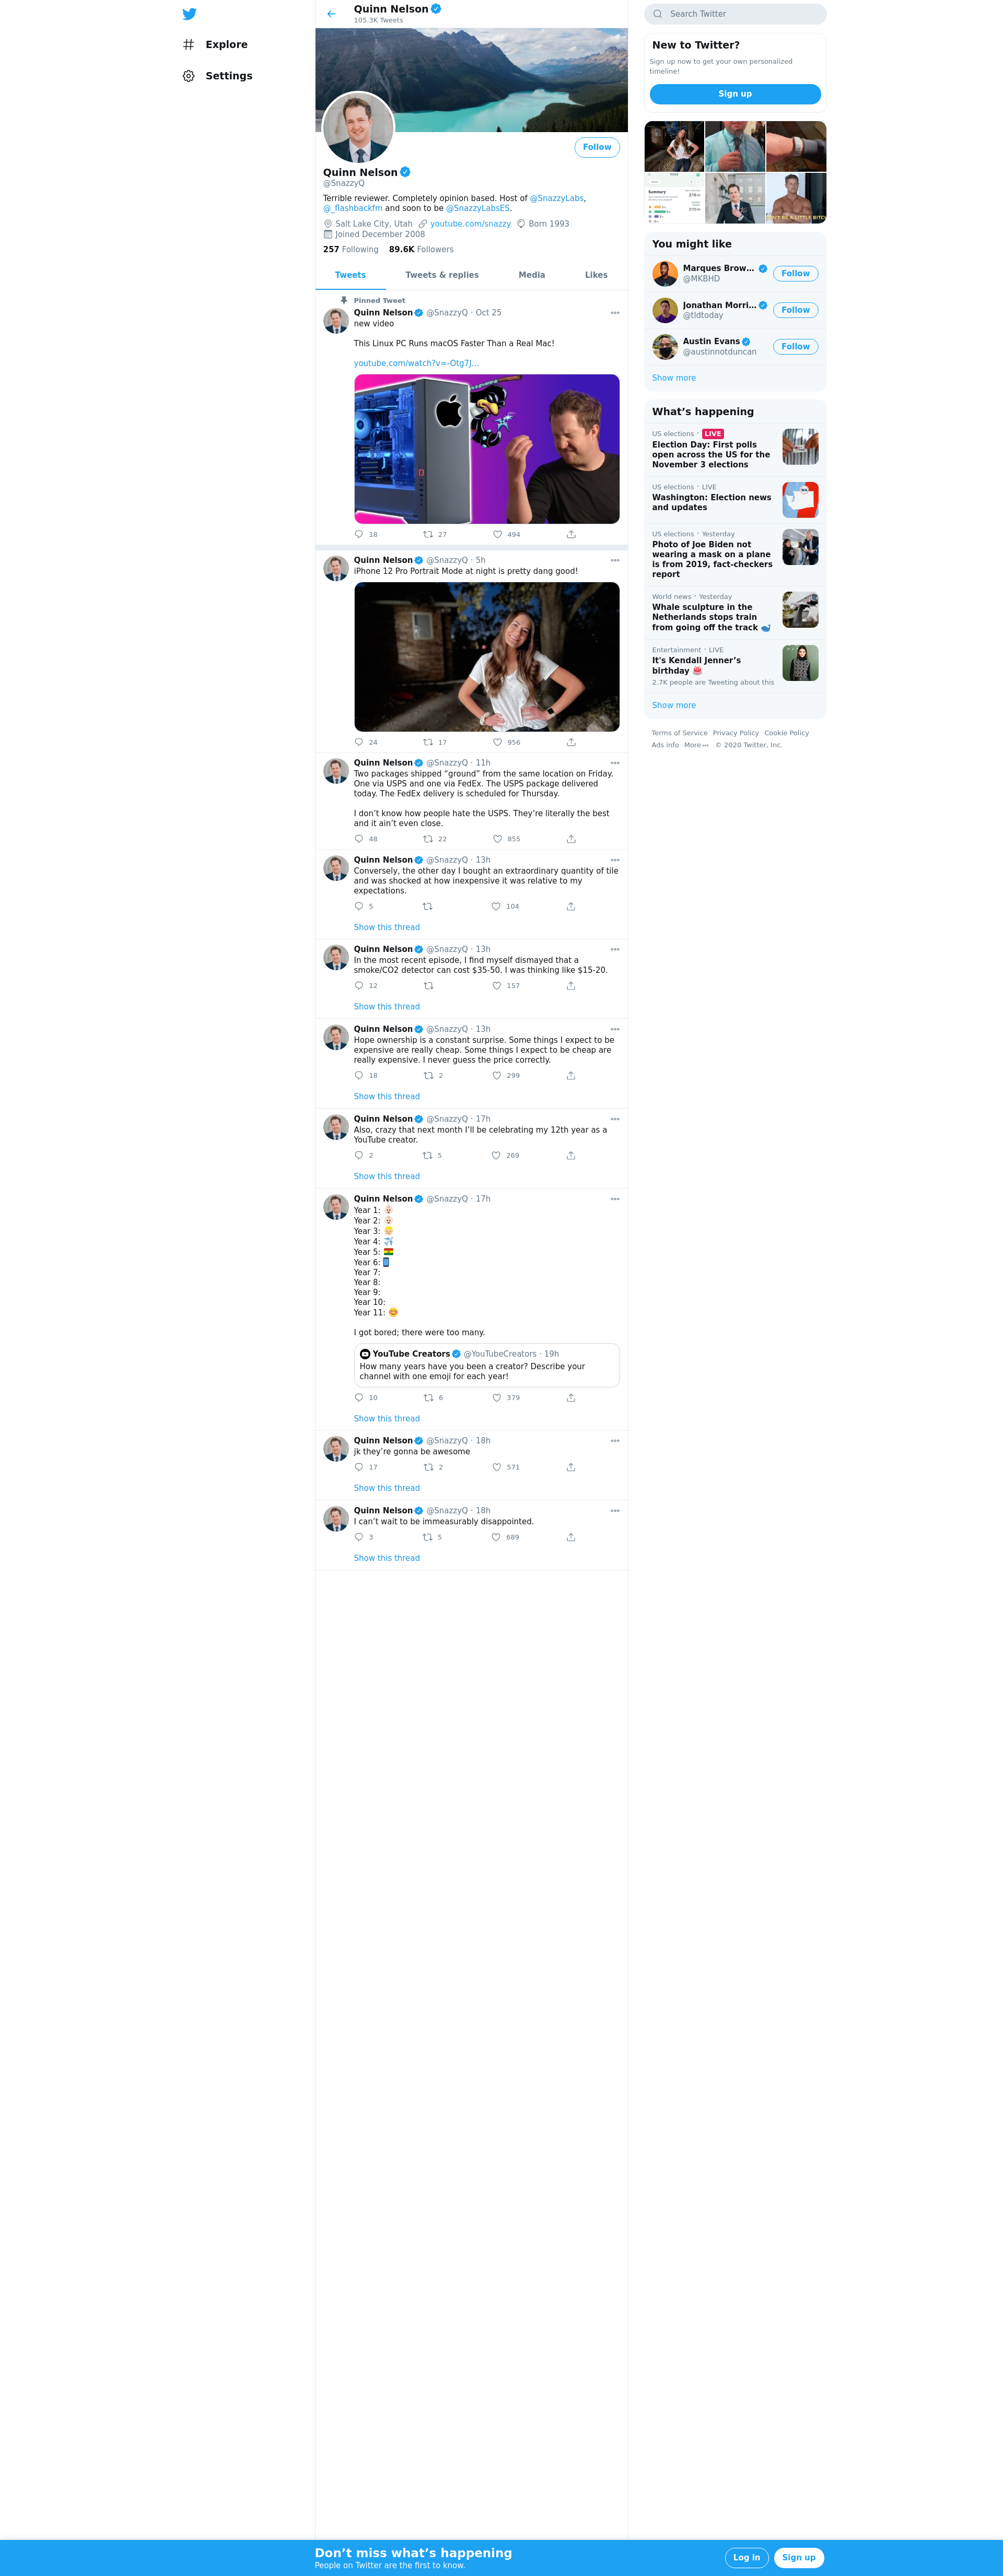 Explore
Settings
Quinn Nelson
105.3K Tweets
Follow
Quinn Nelson
@SnazzyQ
Terrible reviewer. Completely opinion based. Host of @SnazzyLabs,
@_flashbackfm and soon to be @SnazzyLabsES.
Salt Lake City, Utah youtube.com/snazzy Born 1993
Joined December 2008
257 Following 89.6K Followers
Tweets Tweets & replies Media Likes
Pinned Tweet
Quinn Nelson @SnazzyQ · Oct 25
new video
This Linux PC Runs macOS Faster Than a Real Mac!
youtube.com/watch?v=-Otg7J…
18 27 494
Quinn Nelson @SnazzyQ · 5h
iPhone 12 Pro Portrait Mode at night is pretty dang good!
24 17 956
Quinn Nelson @SnazzyQ · 11h
Two packages shipped “ground” from the same location on Friday.
One via USPS and one via FedEx. The USPS package delivered
today. The FedEx delivery is scheduled for Thursday.
I don’t know how people hate the USPS. They’re literally the best
and it ain’t even close.
48 22 855
Quinn Nelson @SnazzyQ · 13h
Conversely, the other day I bought an extraordinary quantity of tile
and was shocked at how inexpensive it was relative to my
expectations.
5 104
Show this thread
Quinn Nelson @SnazzyQ · 13h
In the most recent episode, I find myself dismayed that a
smoke/CO2 detector can cost $35-50. I was thinking like $15-20.
12 157
Show this thread
Quinn Nelson @SnazzyQ · 13h
Hope ownership is a constant surprise. Some things I expect to be
expensive are really cheap. Some things I expect to be cheap are
really expensive. I never guess the price correctly.
18 2 299
Show this thread
Quinn Nelson @SnazzyQ · 17h
Also, crazy that next month I’ll be celebrating my 12th year as a
YouTube creator.
2 5 269
Show this thread
Quinn Nelson @SnazzyQ · 17h
Year 1: 👶🏻
Year 2: 👶🏻
Year 3: 👱🏻
Year 4: ✈️
Year 5: 🇧🇴
Year 6: 📱
Year 7:
Year 8:
Year 9:
Year 10:
Year 11: 😊
I got bored; there were too many.
YouTube Creators @YouTubeCreators · 19h
How many years have you been a creator? Describe your
channel with one emoji for each year!
10 6 379
Show this thread
Quinn Nelson @SnazzyQ · 18h
jk they’re gonna be awesome
17 2 571
Show this thread
Quinn Nelson @SnazzyQ · 18h
I can’t wait to be immeasurably disappointed.
3 5 689
Show this thread
Search Twitter
New to Twitter?
Sign up now to get your own personalized
timeline!
Sign up
Summary
You might like
Marques Brow…
@MKBHD
Follow
Jonathan Morri…
@tldtoday
Follow
Austin Evans
@austinnotduncan
Follow
Show more
What’s happening
US elections · LIVE
Election Day: First polls
open across the US for the
November 3 elections
US elections · LIVE
Washington: Election news
and updates
US elections · Yesterday
Photo of Joe Biden not
wearing a mask on a plane
is from 2019, fact-checkers
report
World news · Yesterday
Whale sculpture in the
Netherlands stops train
from going off the track 🐋
Entertainment · LIVE
It's Kendall Jenner’s
birthday 🎂
2.7K people are Tweeting about this
Show more
Terms of Service Privacy Policy Cookie Policy
Ads info More ••• © 2020 Twitter, Inc.
Don’t miss what’s happening
People on Twitter are the first to know.
Log in
Sign up